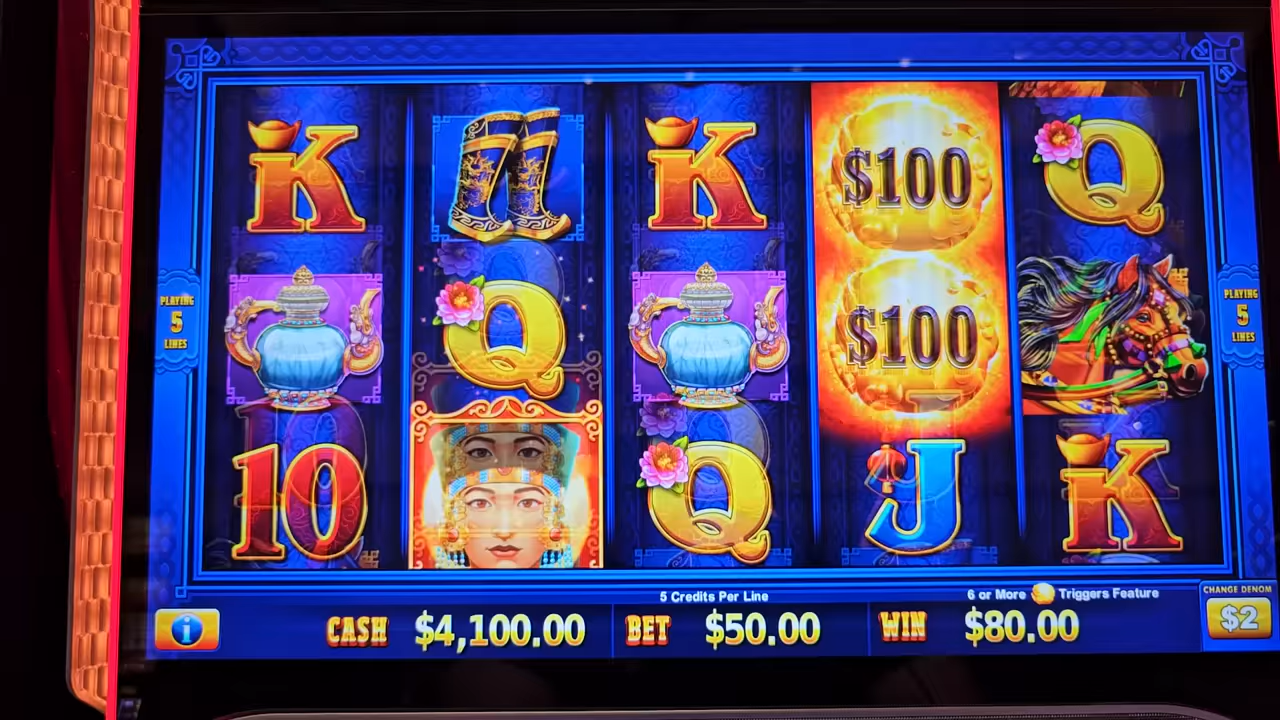 K
K
$100
Q
PLAYING
5
LINES
Q
$100
PLAYING
5
LINES
10
Q
J
K
5 Credits Per Line
6 or More Triggers Feature
CHANGE DENOM
i
CASH $4,100.00
BET $50.00
WIN $80.00
$2